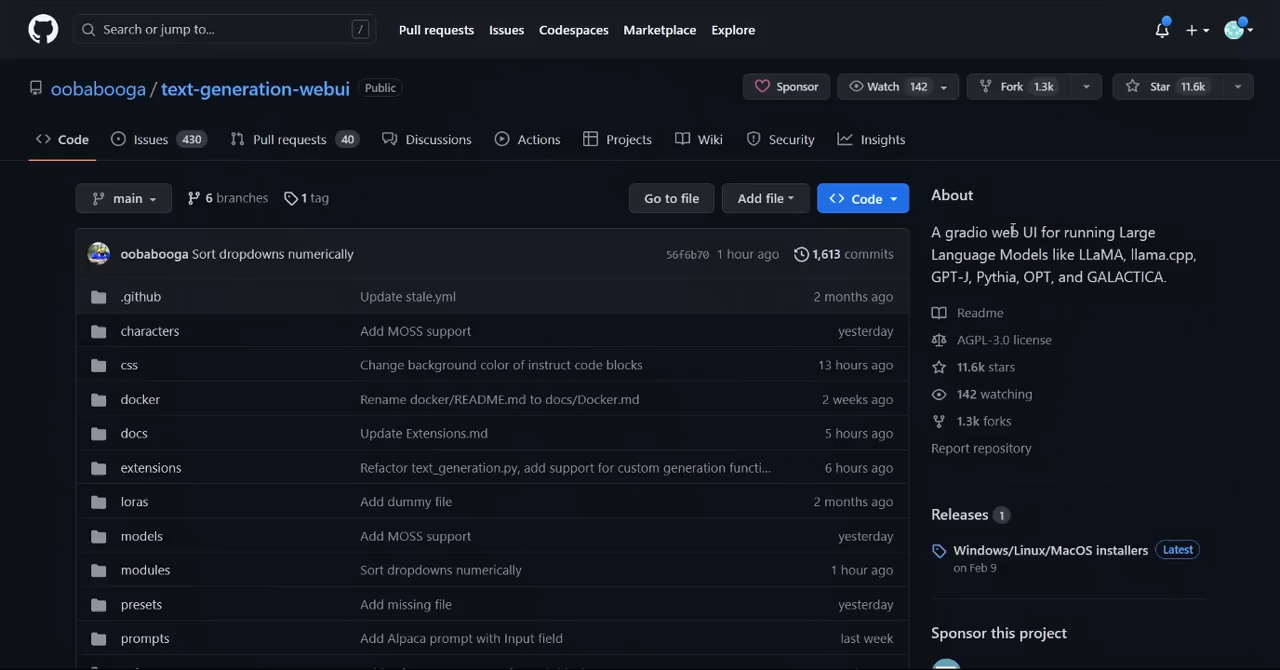 Search or jump to... /
Pull requests Issues Codespaces Marketplace Explore
oobabooga / text-generation-webui Public
Sponsor Watch 142 Fork 1.3k Star 11.6k
Code Issues 430 Pull requests 40 Discussions Actions Projects Wiki Security Insights
main 6 branches 1 tag Go to file Add file Code
oobabooga Sort dropdowns numerically 56f6b70 1 hour ago 1,613 commits
.github Update stale.yml 2 months ago
characters Add MOSS support yesterday
css Change background color of instruct code blocks 13 hours ago
docker Rename docker/README.md to docs/Docker.md 2 weeks ago
docs Update Extensions.md 5 hours ago
extensions Refactor text_generation.py, add support for custom generation functi... 6 hours ago
loras Add dummy file 2 months ago
models Add MOSS support yesterday
modules Sort dropdowns numerically 1 hour ago
presets Add missing file yesterday
prompts Add Alpaca prompt with Input field last week
About
A gradio web UI for running Large
Language Models like LLaMA, llama.cpp,
GPT-J, Pythia, OPT, and GALACTICA.
Readme
AGPL-3.0 license
11.6k stars
142 watching
1.3k forks
Report repository
Releases 1
Windows/Linux/MacOS installers Latest
on Feb 9
Sponsor this project